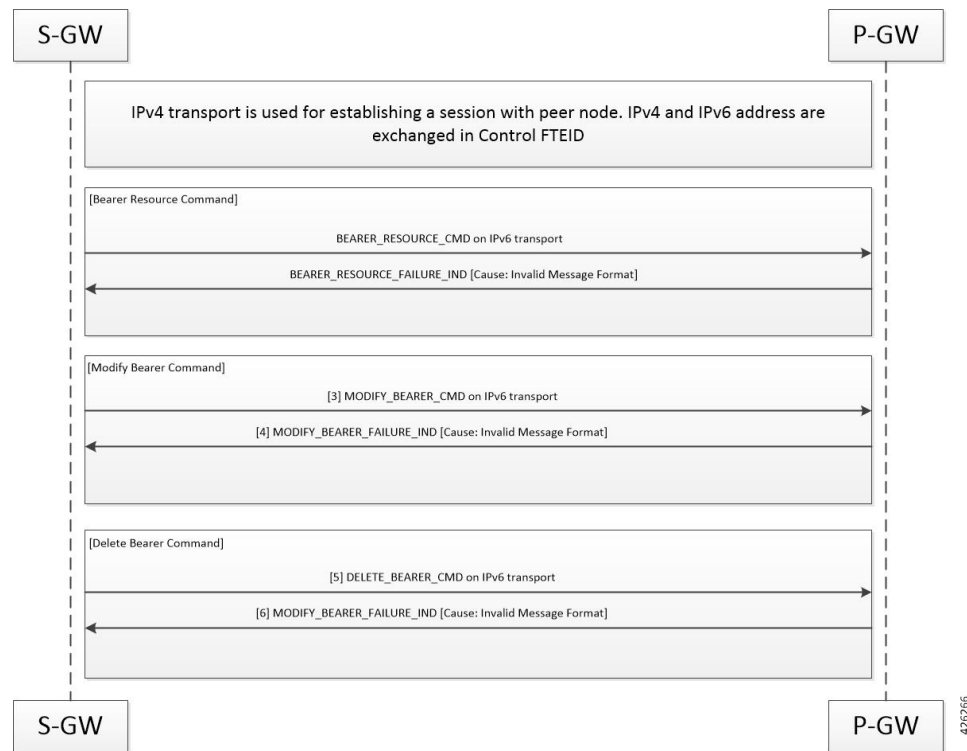 S-GW
P-GW
IPv4 transport is used for establishing a session with peer node. IPv4 and IPv6 address are
exchanged in Control FTEID
[Bearer Resource Command]
BEARER_RESOURCE_CMD on IPv6 transport
BEARER_RESOURCE_FAILURE_IND [Cause: Invalid Message Format]
[Modify Bearer Command]
[3] MODIFY_BEARER_CMD on IPv6 transport
[4] MODIFY_BEARER_FAILURE_IND [Cause: Invalid Message Format]
[Delete Bearer Command]
[5] DELETE_BEARER_CMD on IPv6 transport
[6] MODIFY_BEARER_FAILURE_IND [Cause: Invalid Message Format]
S-GW
P-GW
426266